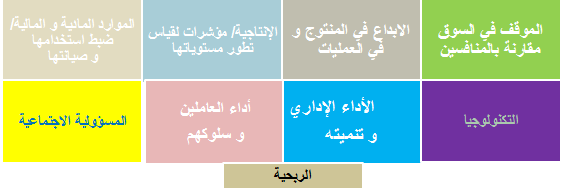 الموقف في السوق
مقارنة بالمنافسين
الابداع في المنتوج و
في العمليات
الإنتاجية/ مؤشرات لقياس
تطور مستوياتها
الموارد المادية و المالية/
ضبط استخدامها
و صيانتها
التكنولوجيا
الأداء الإداري
و تنميته
أداء العاملين
و سلوكهم
المسؤولية الاجتماعية
الربحية